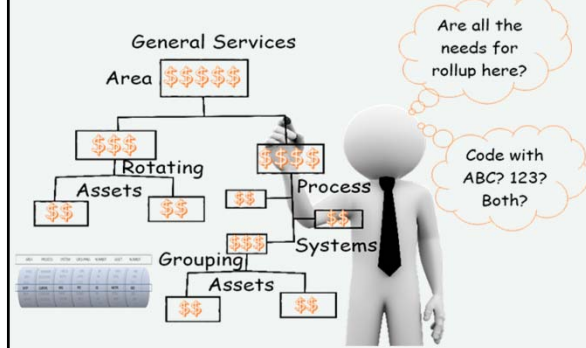 General Services
Area
$$$$$
Are all the
needs for
rollup here?
$$$
$$$$
Code with
ABC? 123?
Both?
Rotating
Process
Assets
$$
$$
$$
$$
$$$
Systems
Grouping
Assets
$$
$$